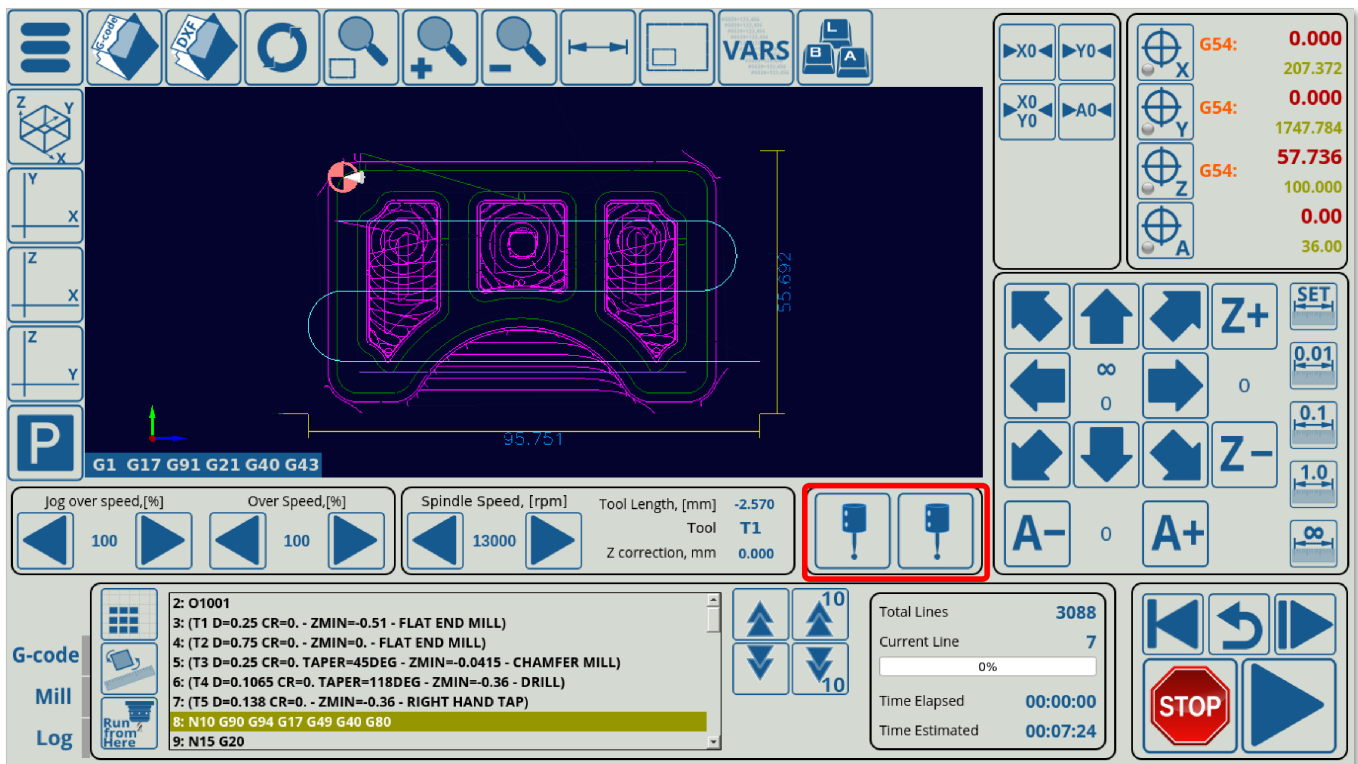 G-code
DXF
VARS
L
B
A
►X0◄
►Y0◄
X0
►Y0◄
►A0◄
X
G54:
0.000
207.372
Y
G54:
0.000
1747.784
Z
G54:
57.736
100.000
A
0.00
36.00
Z
Y
X
Y
X
Z
X
Z
Y
P
55.692
95.751
G1 G17 G91 G21 G40 G43
Z+
SET
∞
0
0
0.01
0.1
Z-
1.0
A-
0
A+
∞
Jog over speed,[%]
100
Over Speed,[%]
100
Spindle Speed, [rpm]
13000
Tool Length, [mm] -2.570
Tool T1
Z correction, mm 0.000
G-code
Mill
Log
Run
from
Here
2: O1001
3: (T1 D=0.25 CR=0. - ZMIN=-0.51 - FLAT END MILL)
4: (T2 D=0.75 CR=0. - ZMIN=0. - FLAT END MILL)
5: (T3 D=0.25 CR=0. TAPER=45DEG - ZMIN=-0.0415 - CHAMFER MILL)
6: (T4 D=0.1065 CR=0. TAPER=118DEG - ZMIN=-0.36 - DRILL)
7: (T5 D=0.138 CR=0. - ZMIN=-0.36 - RIGHT HAND TAP)
8: N10 G90 G94 G17 G49 G40 G80
9: N15 G20
10
10
Total Lines 3088
Current Line 7
0%
Time Elapsed 00:00:00
Time Estimated 00:07:24
STOP